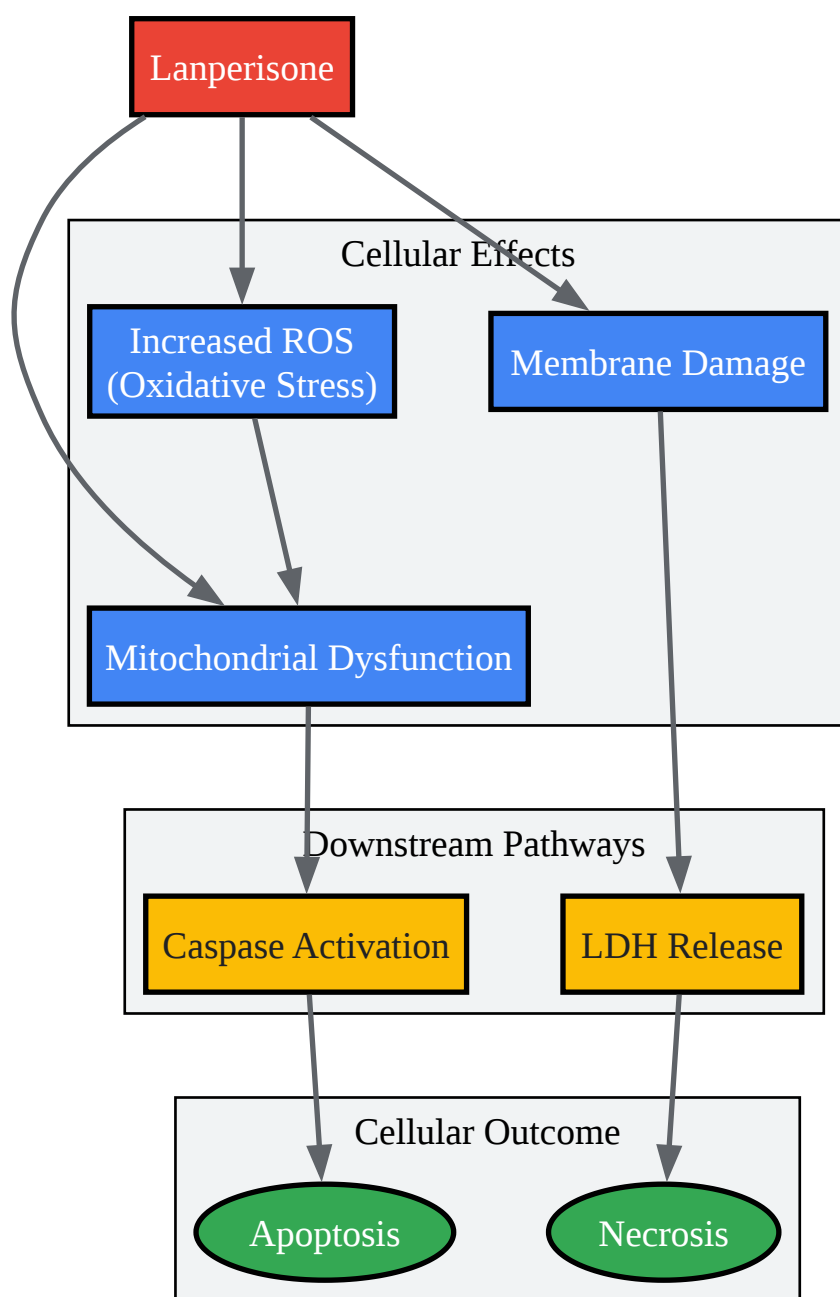 Lanperisone
Cellular Effects
Increased ROS
(Oxidative Stress)
Membrane Damage
Mitochondrial Dysfunction
Downstream Pathways
Caspase Activation
LDH Release
Cellular Outcome
Apoptosis
Necrosis